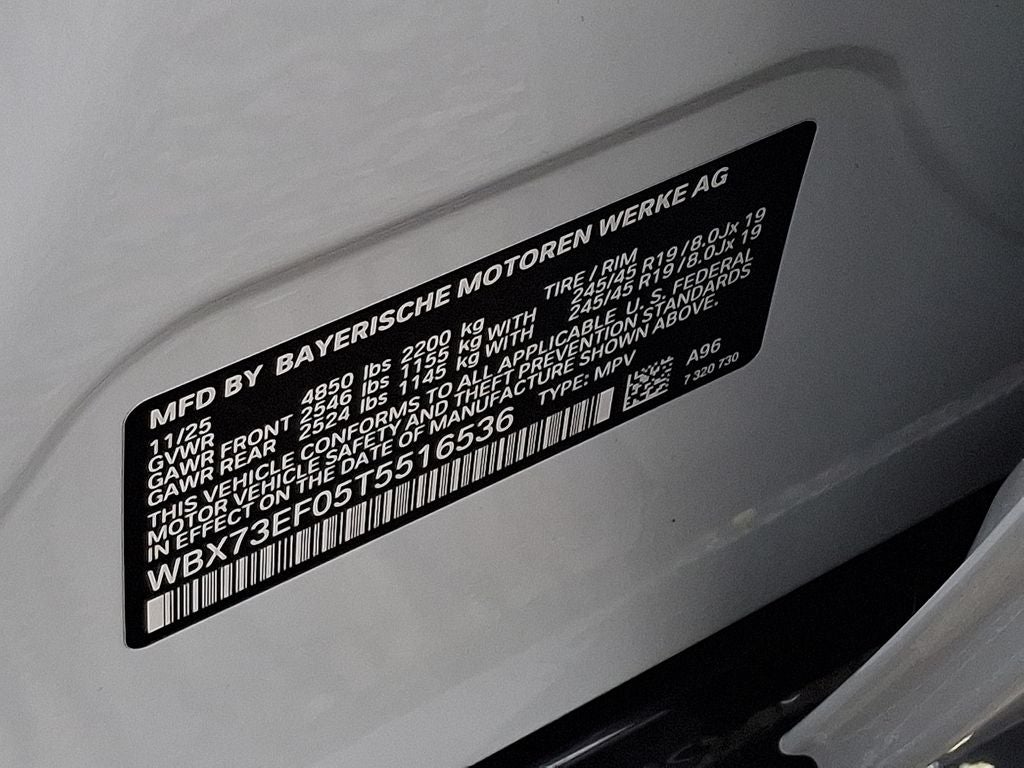 MFD BY BAYERISCHE MOTOREN WERKE AG
11/25 TIRE / RIM
GVWR 4850 lbs 2200 kg
GAWR FRONT 2546 lbs 1155 kg WITH 245/45 R19 / 8.0Jx 19
GAWR REAR 2524 lbs 1145 kg WITH 245/45 R19 / 8.0Jx 19
THIS VEHICLE CONFORMS TO ALL APPLICABLE U.S. FEDERAL
MOTOR VEHICLE SAFETY AND THEFT PREVENTION STANDARDS
IN EFFECT ON THE DATE OF MANUFACTURE SHOWN ABOVE.
WBX73EF05T5516536 TYPE: MPV A96
7 320 730